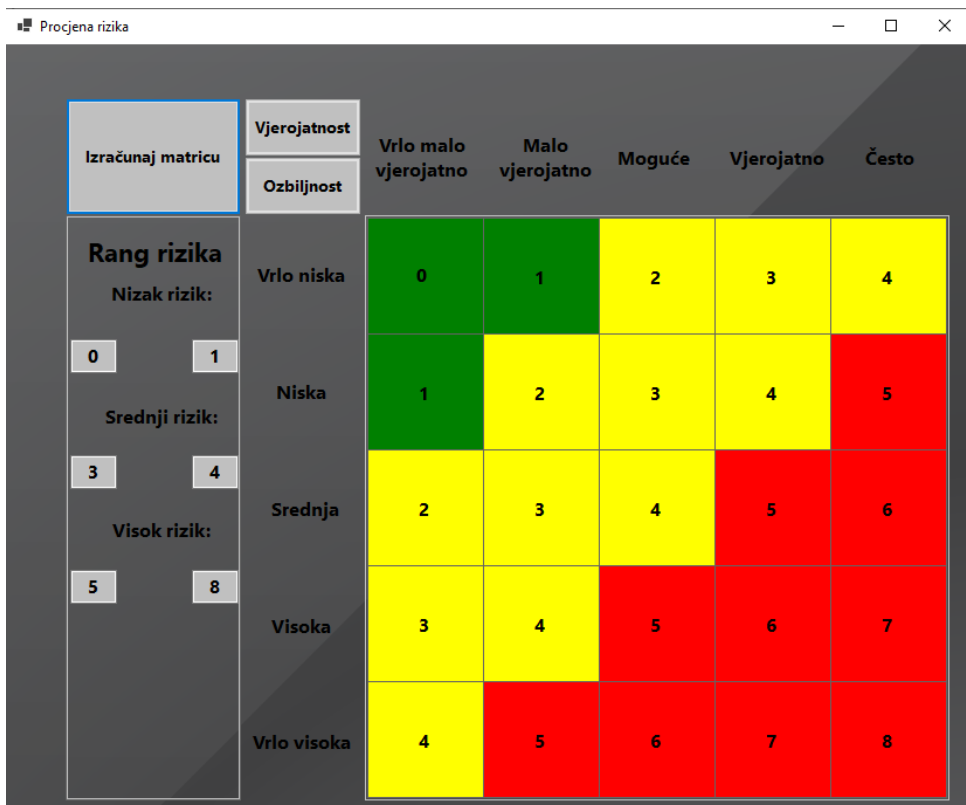 Procjena rizika
Izračunaj matricu
Vjerojatnost
Ozbiljnost
Vrlo malo
vjerojatno
Malo
vjerojatno
Moguće
Vjerojatno
Često
Rang rizika
Nizak rizik:
0 1
Srednji rizik:
3 4
Visok rizik:
5 8
Vrlo niska 0 1 2 3 4
Niska 1 2 3 4 5
Srednja 2 3 4 5 6
Visoka 3 4 5 6 7
Vrlo visoka 4 5 6 7 8